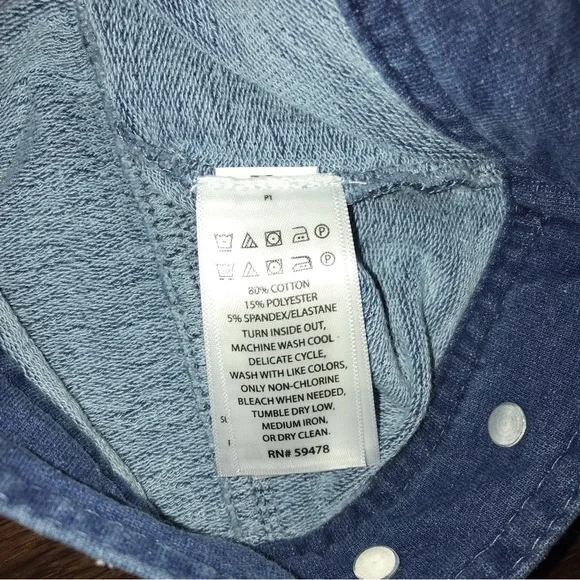 PT
80% COTTON
15% POLYESTER
5% SPANDEX/ELASTANE
TURN INSIDE OUT,
MACHINE WASH COOL
DELICATE CYCLE,
WASH WITH LIKE COLORS,
ONLY NON-CHLORINE
BLEACH WHEN NEEDED,
TUMBLE DRY LOW,
MEDIUM IRON,
OR DRY CLEAN.
RN# 59478